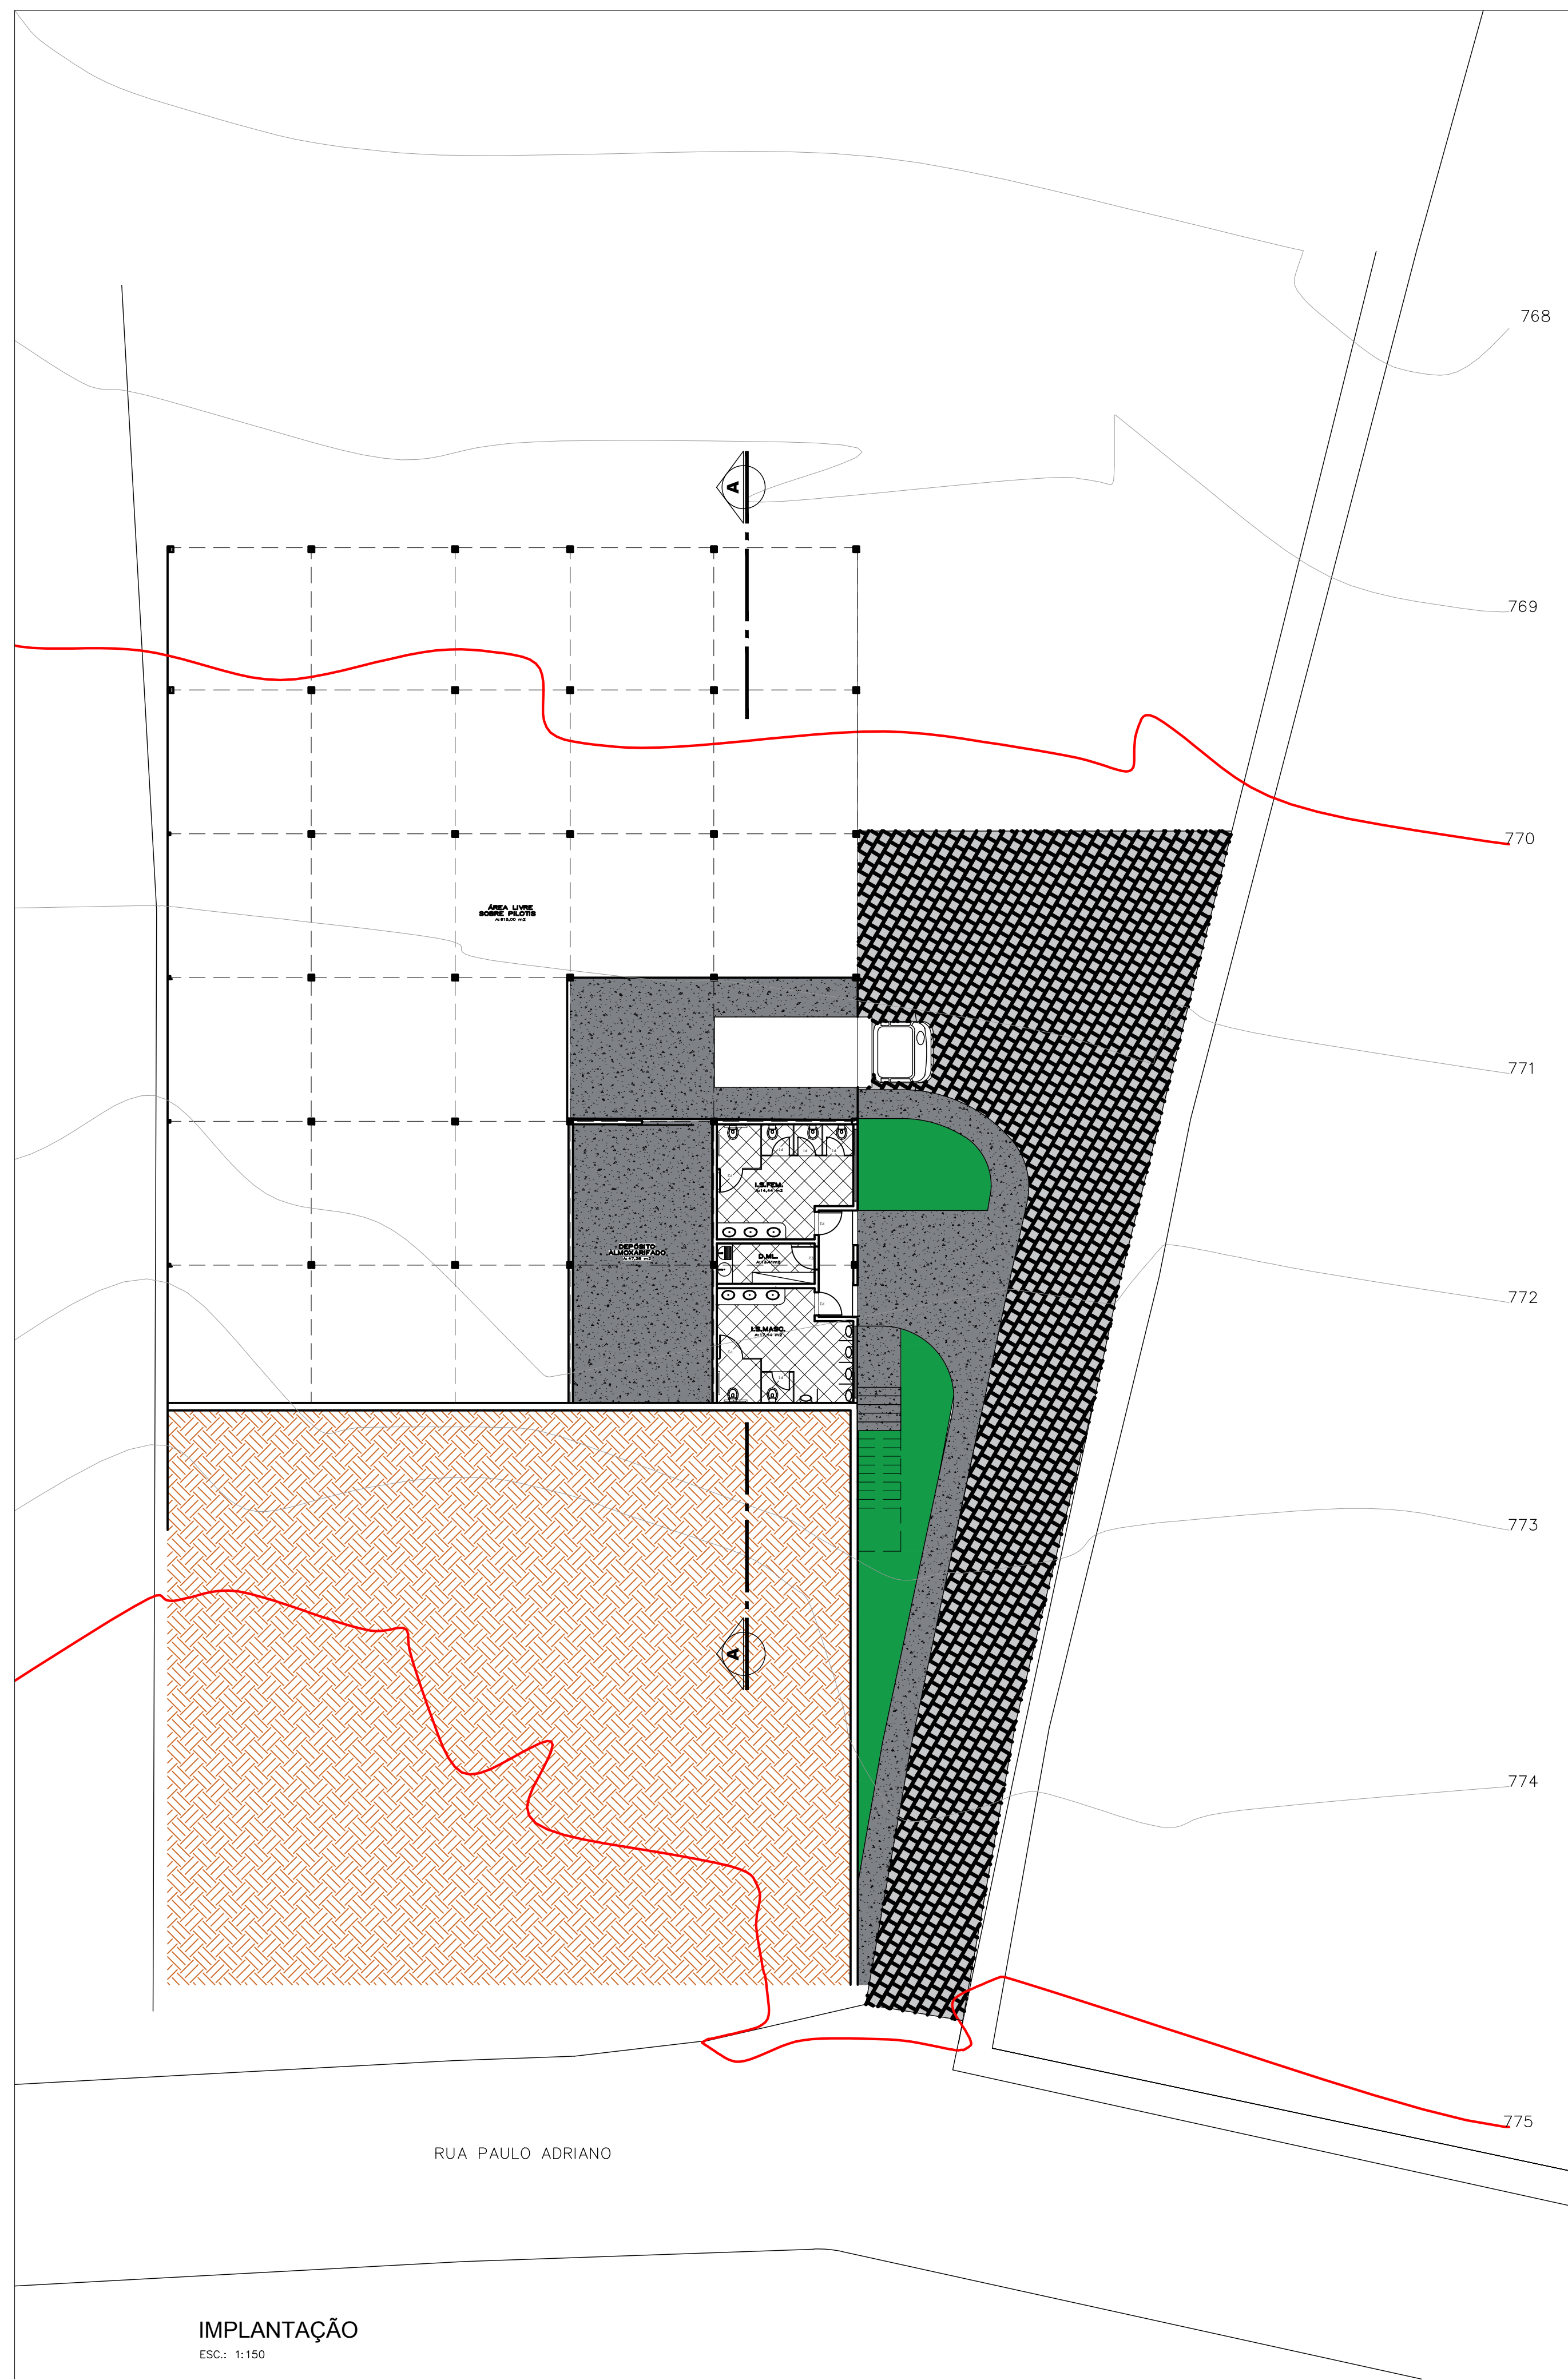 768
A
769
770
ÁREA LIVRE
SOBRE PILOTIS
771
I.S.FEM.
DEPÓSITO
ALMOXARIFADO
D.ML.
772
I.S.MASC.
773
A
774
775
RUA PAULO ADRIANO
IMPLANTAÇÃO
ESC.: 1:150